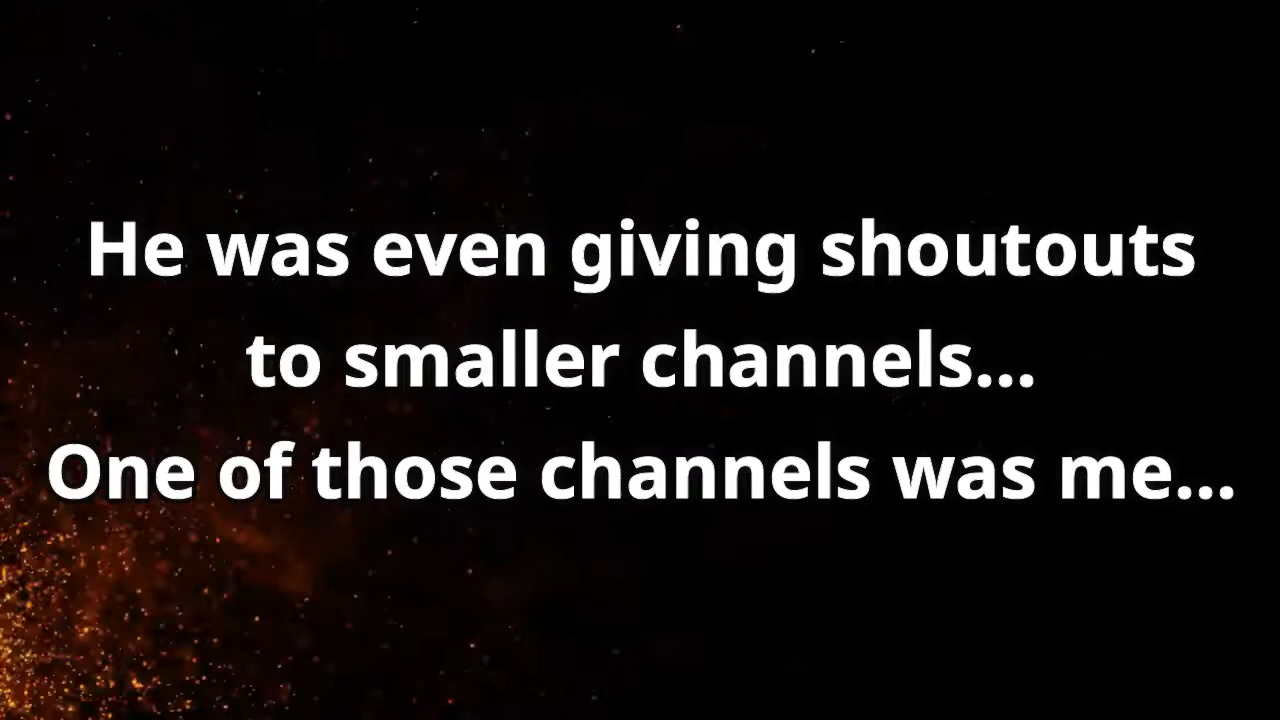 He was even giving shoutouts
to smaller channels...
One of those channels was me...